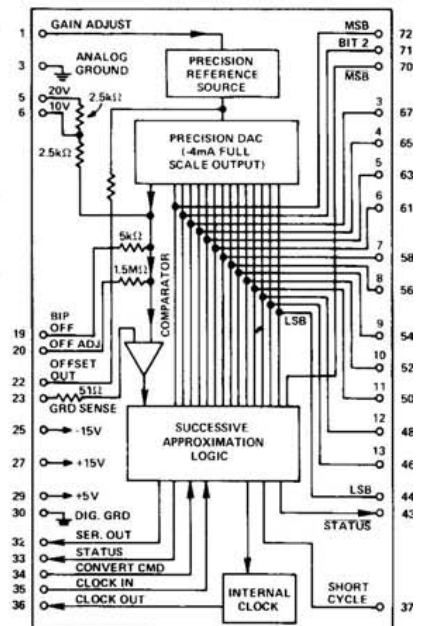 1 GAIN ADJUST
3 ANALOG
GROUND
5 20V
6 10V
2.5kΩ
2.5kΩ
PRECISION
REFERENCE
SOURCE
PRECISION DAC
(-4mA FULL
SCALE OUTPUT)
5kΩ
1.5MΩ
COMPARATOR
19 BIP
OFF
20 OFF ADJ
22 OFFSET
OUT
23 51Ω
GRD SENSE
25 -15V
27 +15V
29 +5V
30 DIG. GRD
32 SER. OUT
33 STATUS
34 CONVERT CMD
35 CLOCK IN
36 CLOCK OUT
SUCCESSIVE
APPROXIMATION
LOGIC
INTERNAL
CLOCK
LSB
MSB 72
BIT 2 71
MSB 70
3 67
4 65
5 63
6 61
7 58
8 56
9 54
10 52
11 50
12 48
13 46
LSB 44
STATUS 43
SHORT
CYCLE 37